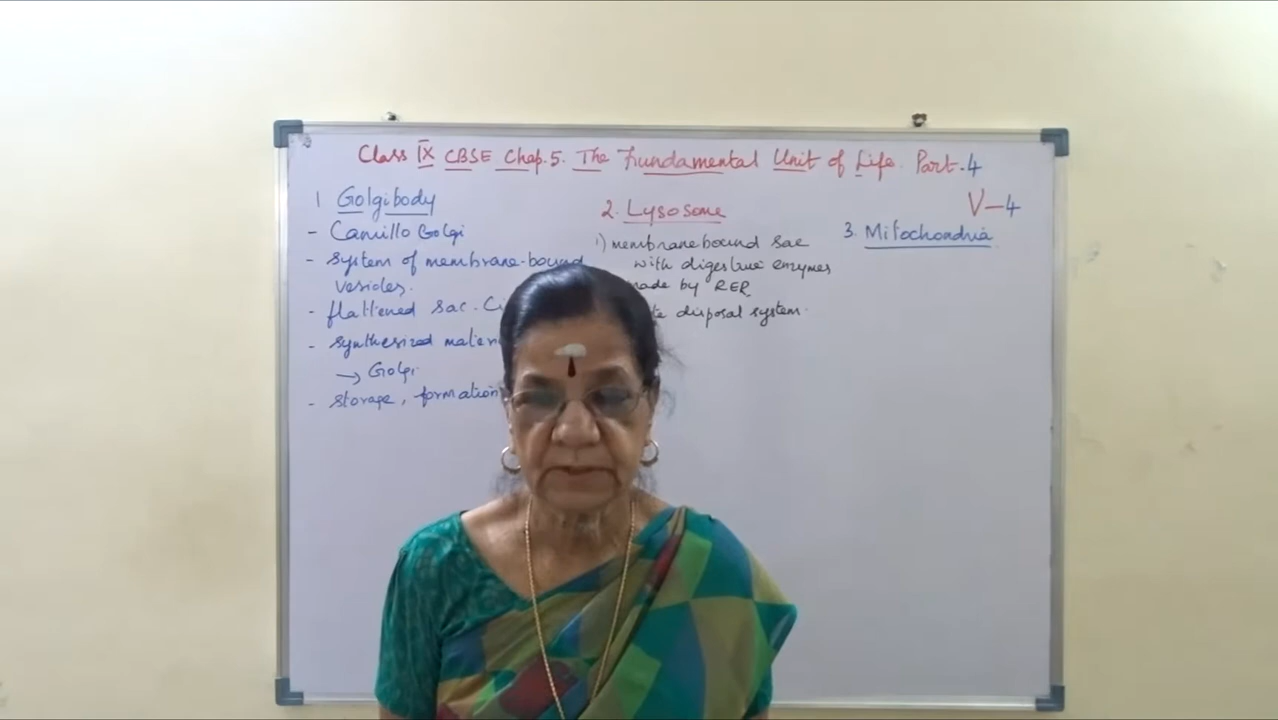 Class IX CBSE Chap. 5. The Fundamental Unit of Life. Part-4
V-4
1 Golgibody
- Camillo Golgi
- system of membrane-bound
vesicles.
- flattened sac.
- synthesized
→ Golgi
- storage, formation
2. Lysosome
1) membranebound sac
with digestive enzymes
made by RER
disposal system.
3. Mitochondria